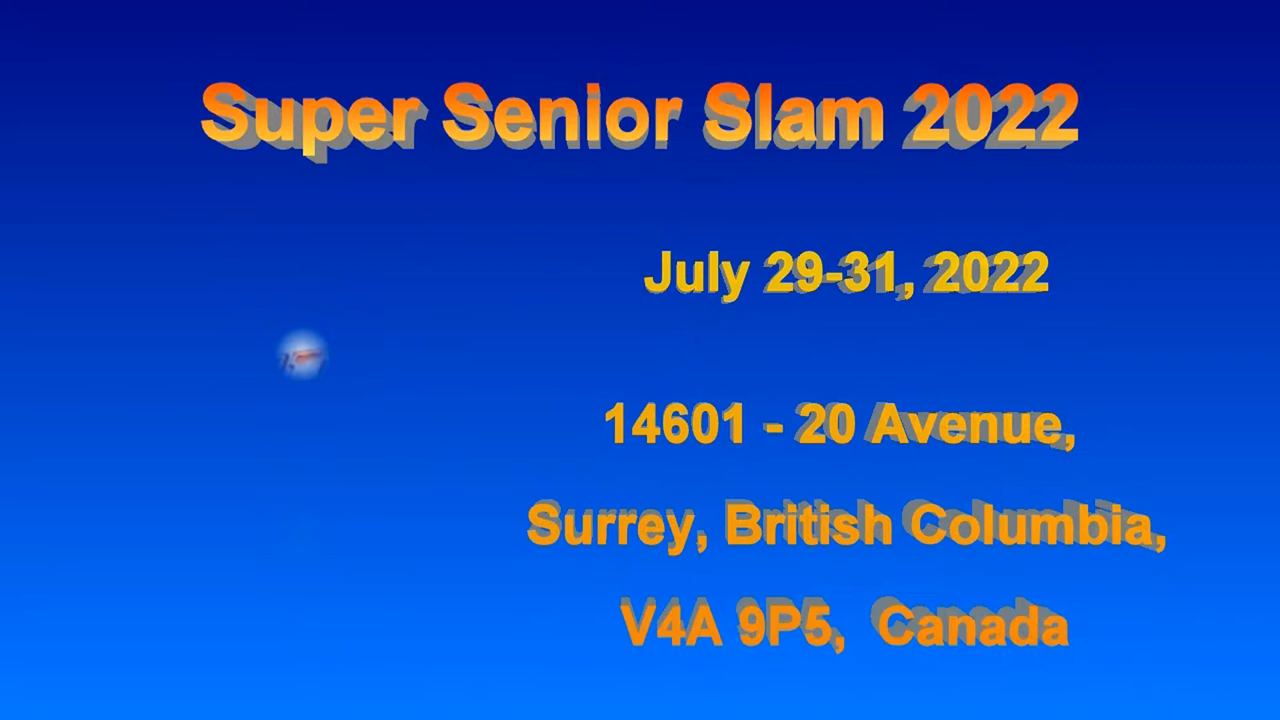 Super Senior Slam 2022
July 29-31, 2022
14601 - 20 Avenue,
Surrey, British Columbia,
V4A 9P5, Canada